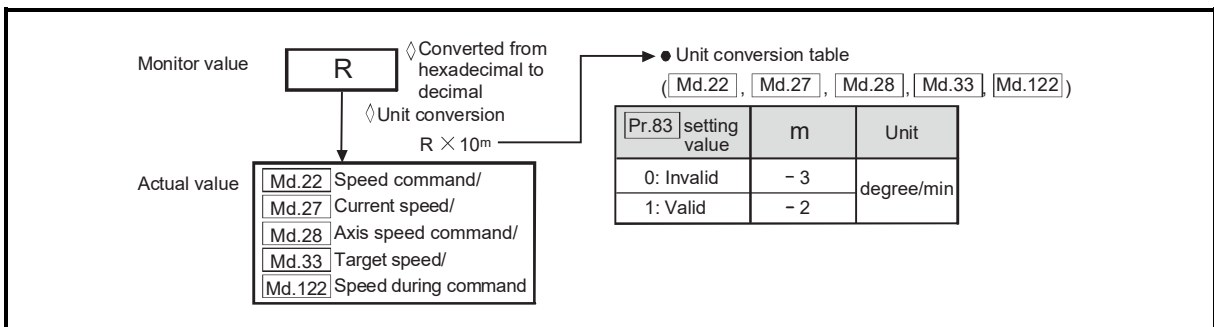 Monitor value
R
◊Converted from
hexadecimal to
decimal
◊Unit conversion
R × 10m
Actual value
Md.22 Speed command/
Md.27 Current speed/
Md.28 Axis speed command/
Md.33 Target speed/
Md.122 Speed during command
● Unit conversion table
(Md.22, Md.27, Md.28, Md.33, Md.122)
Pr.83 setting value m Unit
0: Invalid − 3 degree/min
1: Valid − 2